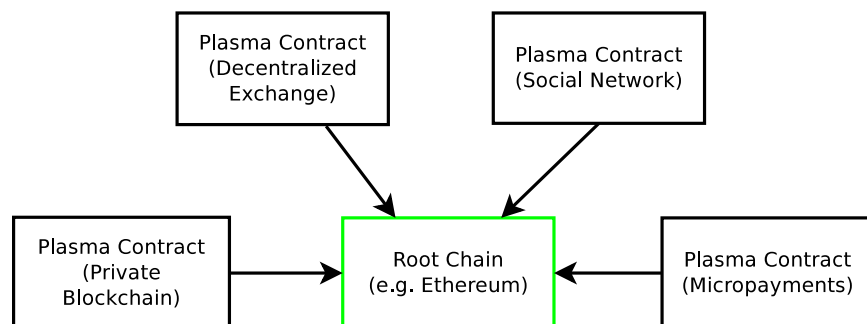 Plasma Contract
(Decentralized
Exchange)
Plasma Contract
(Social Network)
Plasma Contract
(Private
Blockchain)
Root Chain
(e.g. Ethereum)
Plasma Contract
(Micropayments)